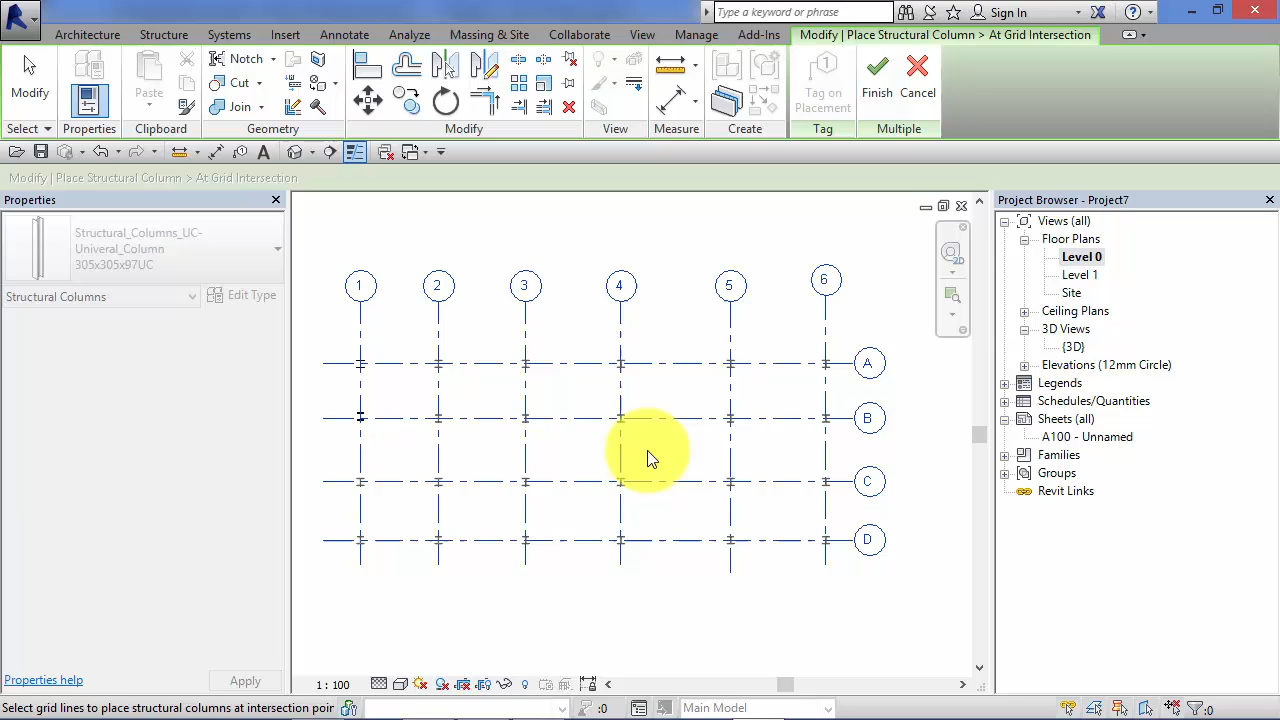 Type a keyword or phrase
Sign In
Architecture
Structure
Systems
Insert
Annotate
Analyze
Massing & Site
Collaborate
View
Manage
Add-Ins
Modify | Place Structural Column > At Grid Intersection
Modify
Paste
Notch
Cut
Join
Tag on
Placement
Finish
Cancel
Select
Properties
Clipboard
Geometry
Modify
View
Measure
Create
Tag
Multiple
Modify | Place Structural Column > At Grid Intersection
Properties
Structural_Columns_UC-
Univeral_Column
305x305x97UC
Structural Columns
Edit Type
Properties help
Apply
2D
1
2
3
4
5
6
A
B
C
D
1 : 100
Project Browser - Project7
Views (all)
Floor Plans
Level 0
Level 1
Site
Ceiling Plans
3D Views
{3D}
Elevations (12mm Circle)
Legends
Schedules/Quantities
Sheets (all)
A100 - Unnamed
Families
Groups
Revit Links
Select grid lines to place structural columns at intersection poin
:0
Main Model
:0